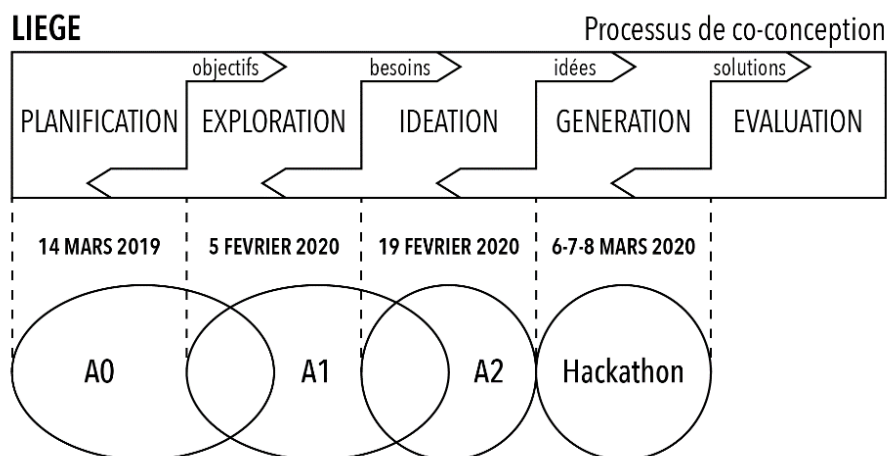 LIEGE Processus de co-conception
objectifs besoins idées solutions
PLANIFICATION EXPLORATION IDEATION GENERATION EVALUATION
14 MARS 2019 5 FEVRIER 2020 19 FEVRIER 2020 6-7-8 MARS 2020
A0 A1 A2 Hackathon